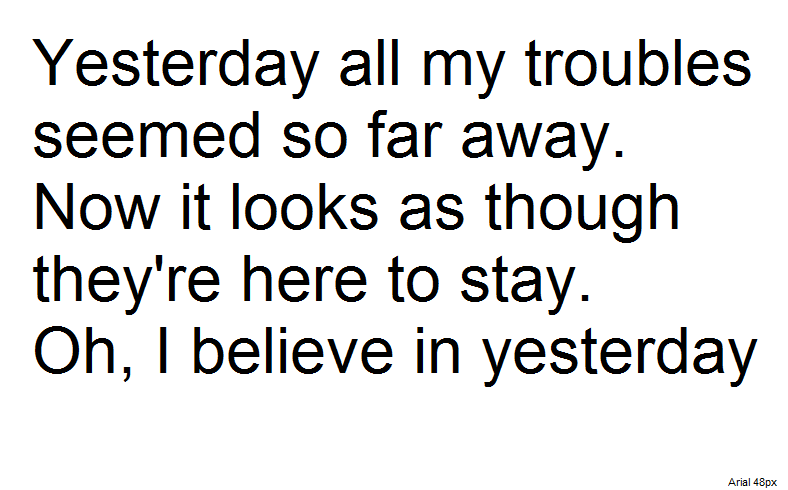 Yesterday all my troubles
seemed so far away.
Now it looks as though
they're here to stay.
Oh, I believe in yesterday
Arial 48px